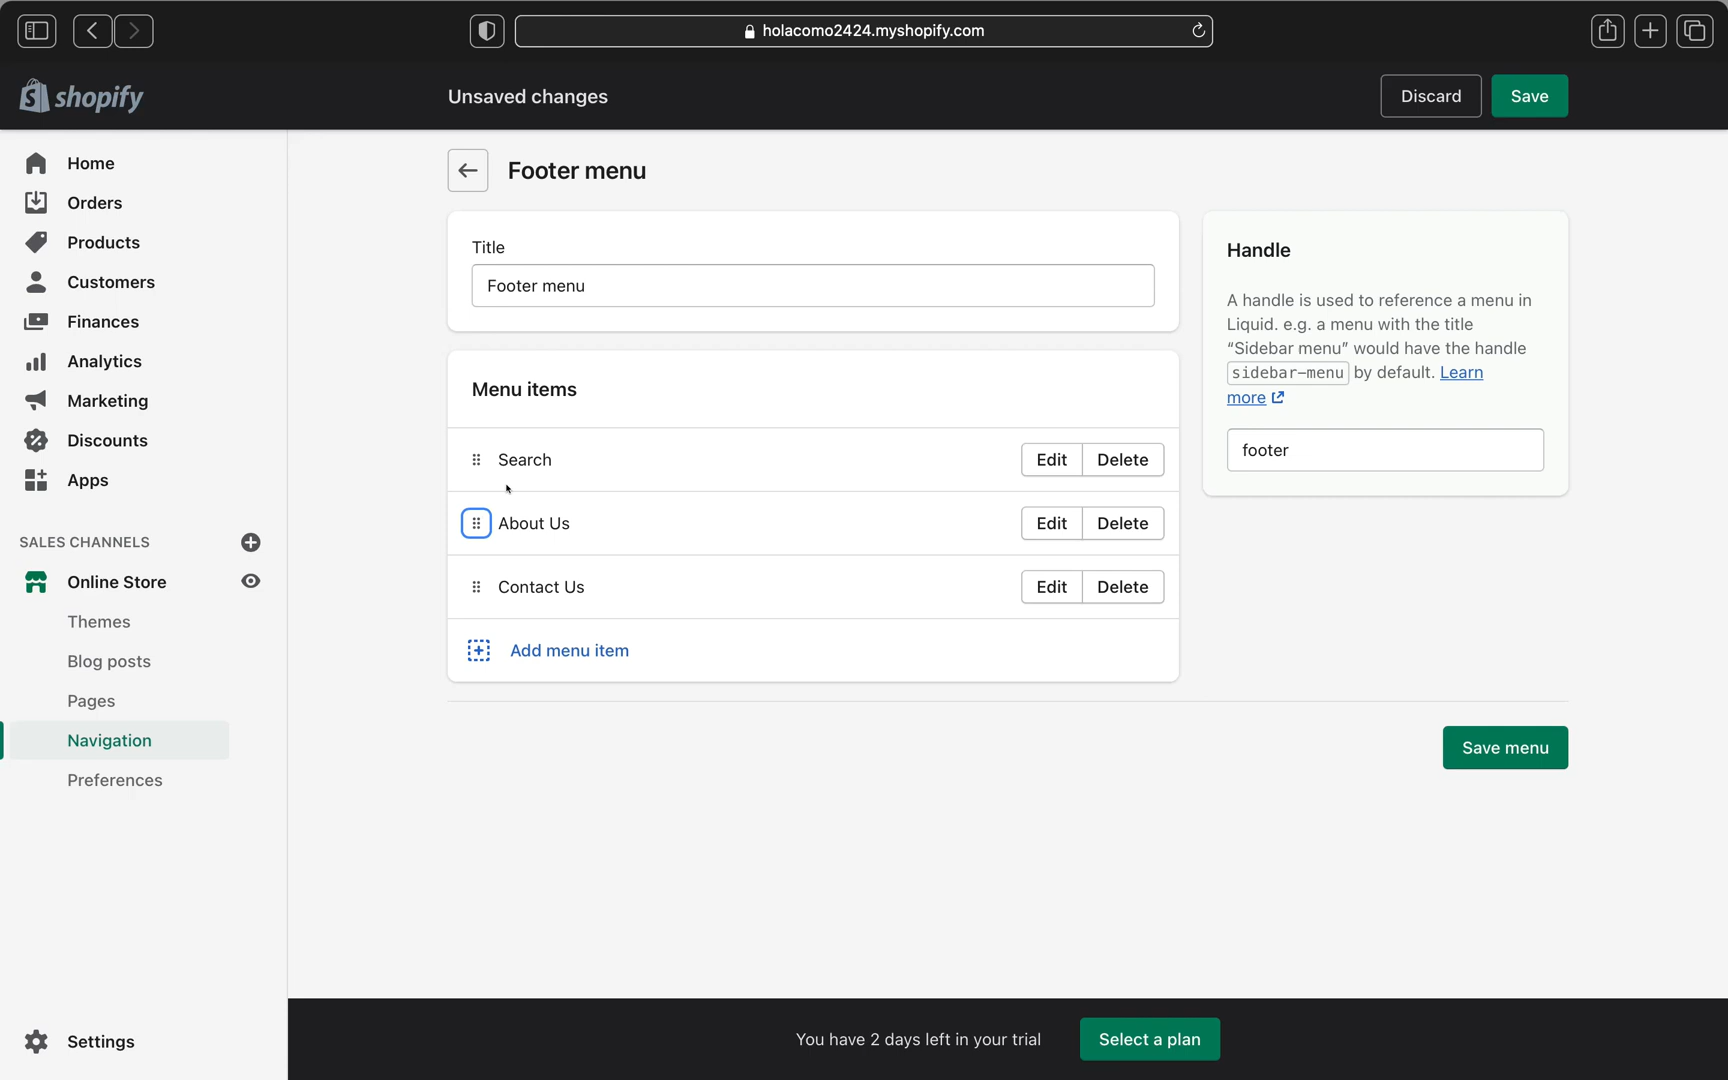 holacomo2424.myshopify.com
shopify
Unsaved changes
Discard
Save
Home
Orders
Products
Customers
Finances
Analytics
Marketing
Discounts
Apps
SALES CHANNELS
Online Store
Themes
Blog posts
Pages
Navigation
Preferences
Settings
Footer menu
Title
Footer menu
Menu items
Search
Edit
Delete
About Us
Edit
Delete
Contact Us
Edit
Delete
Add menu item
Handle
A handle is used to reference a menu in
Liquid. e.g. a menu with the title
“Sidebar menu” would have the handle
sidebar-menu by default. Learn
more
footer
Save menu
You have 2 days left in your trial
Select a plan